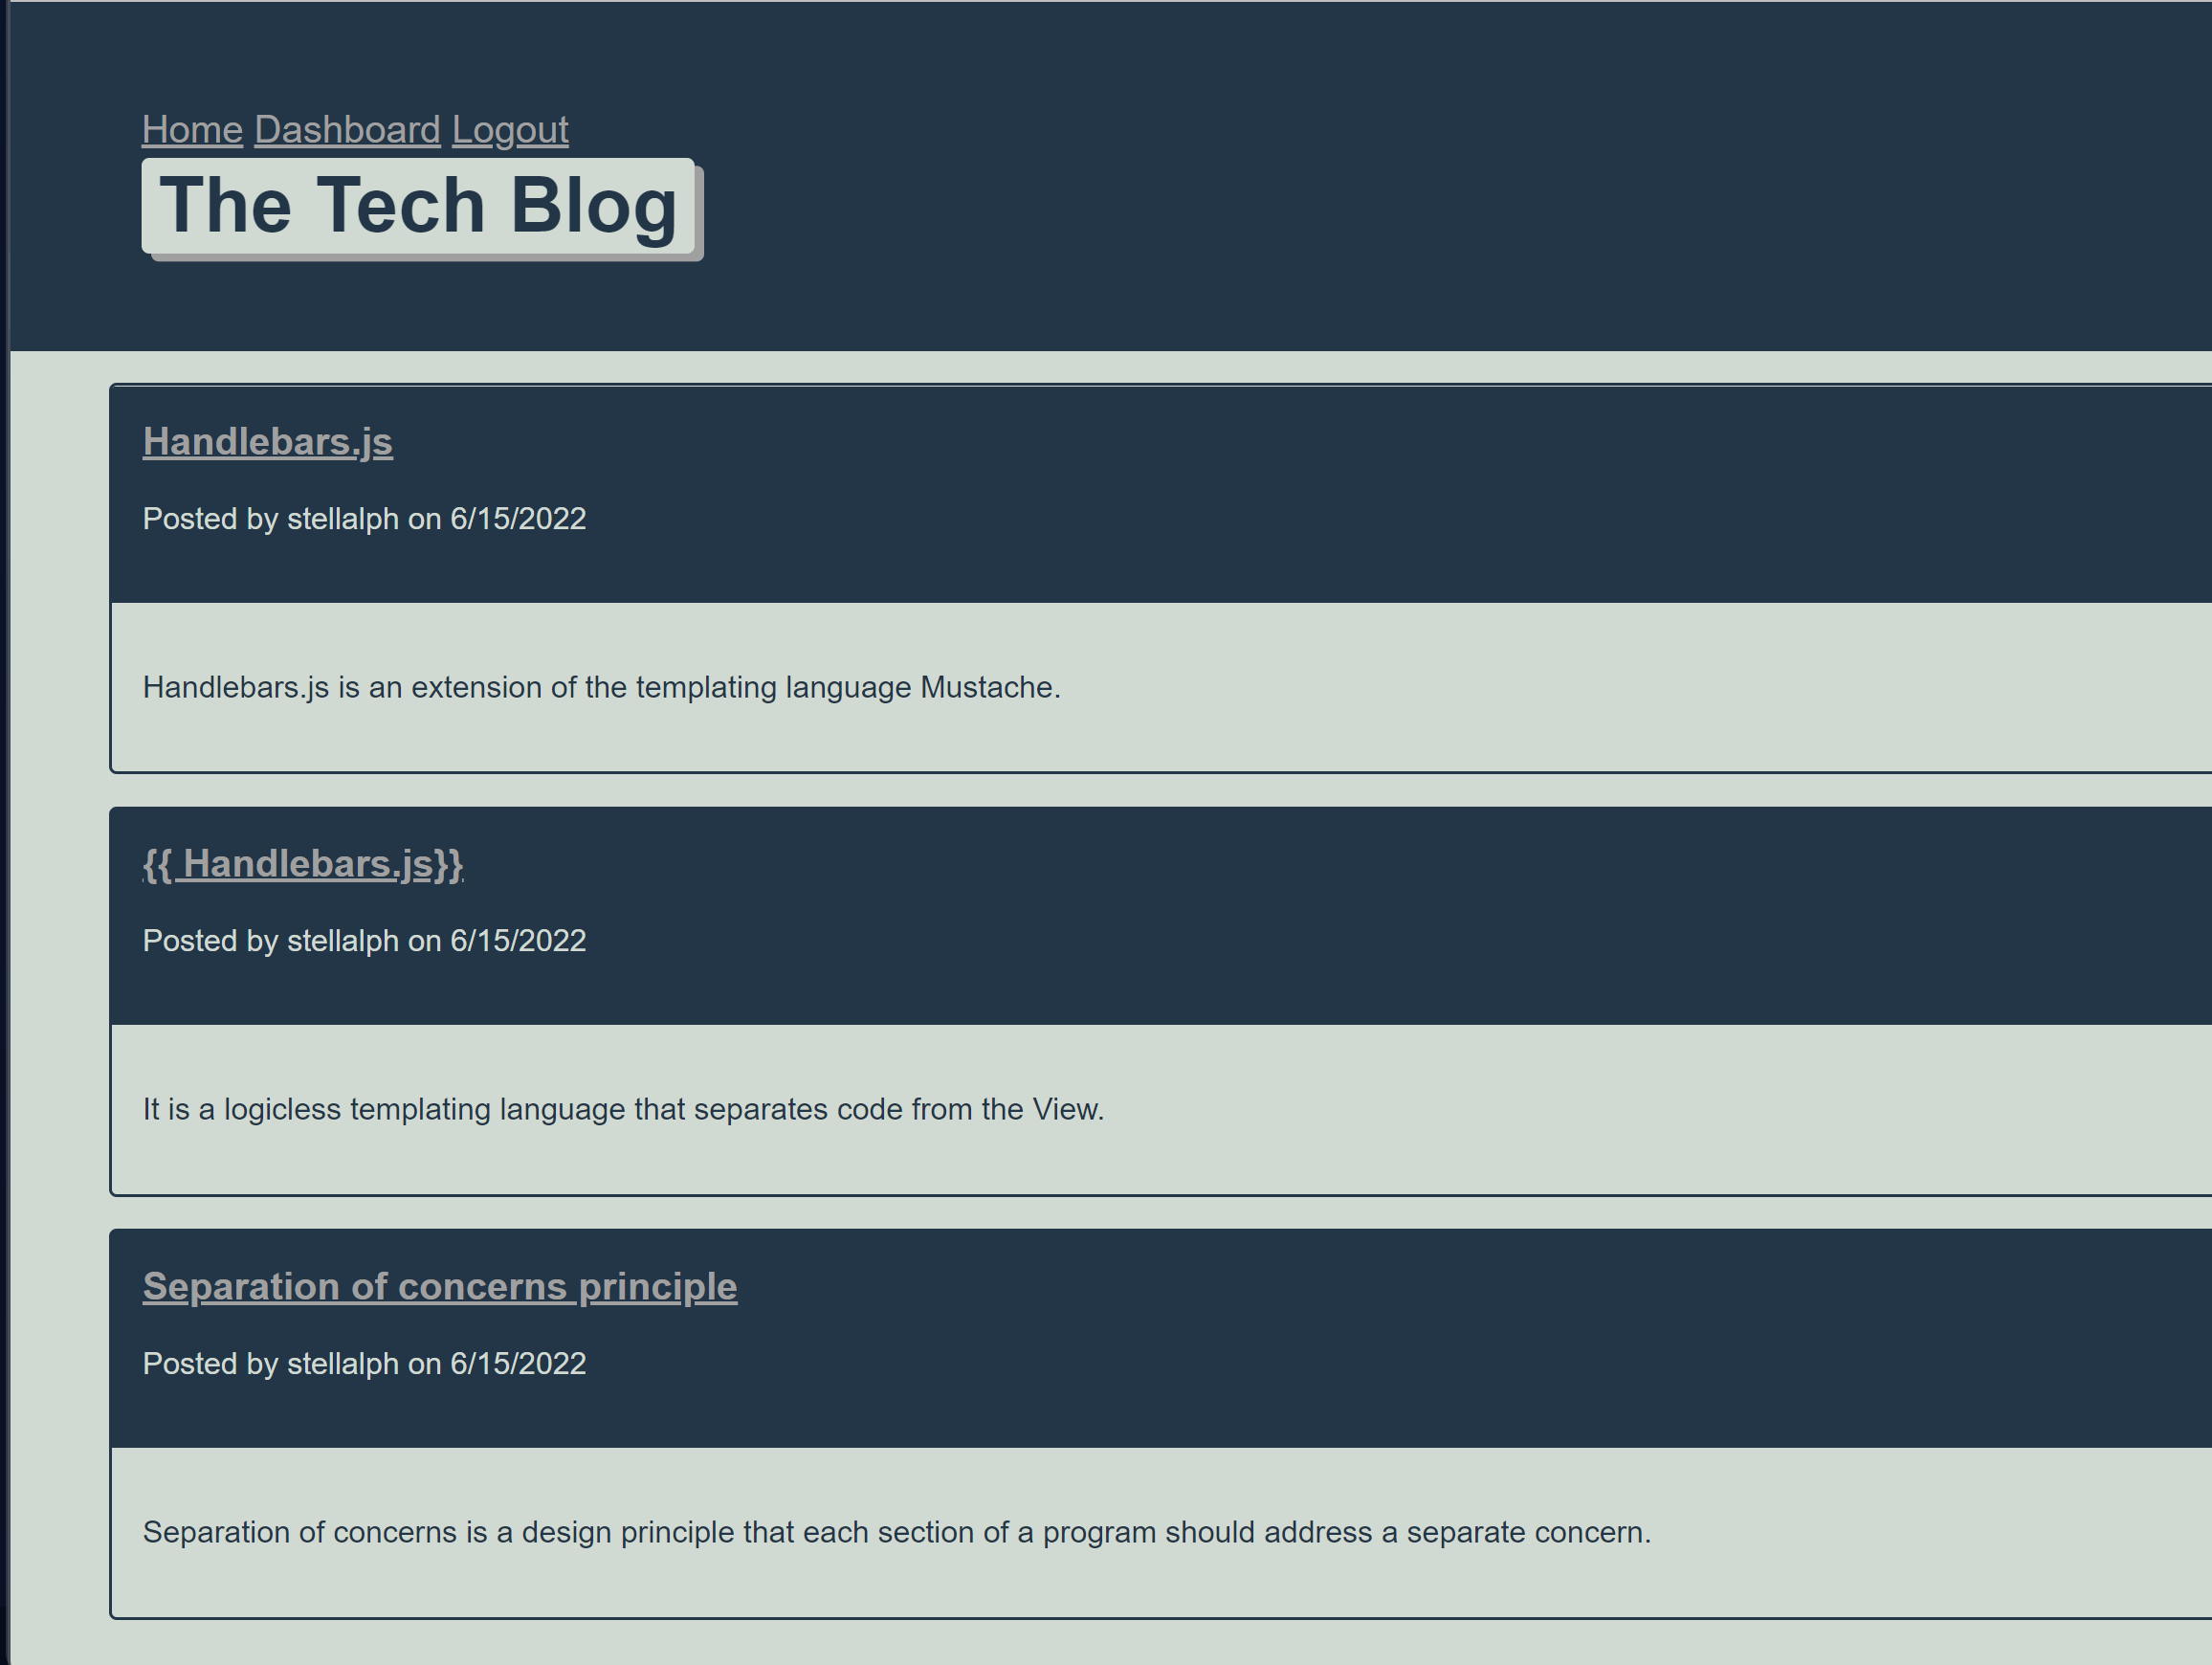 Home Dashboard Logout
The Tech Blog
Handlebars.js
Posted by stellalph on 6/15/2022
Handlebars.js is an extension of the templating language Mustache.
{{ Handlebars.js}}
Posted by stellalph on 6/15/2022
It is a logicless templating language that separates code from the View.
Separation of concerns principle
Posted by stellalph on 6/15/2022
Separation of concerns is a design principle that each section of a program should address a separate concern.